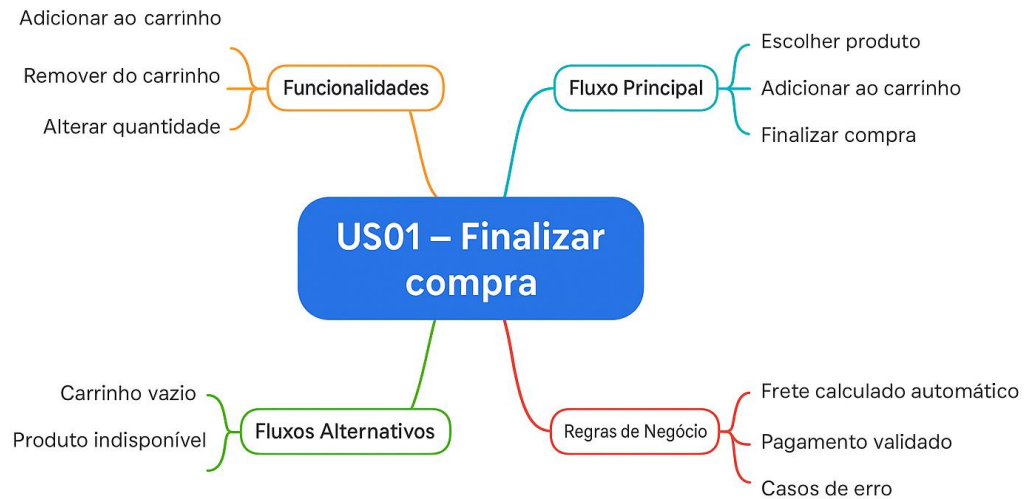 Adicionar ao carrinho
Remover do carrinho
Alterar quantidade
Funcionalidades
Fluxo Principal
Escolher produto
Adicionar ao carrinho
Finalizar compra
US01 – Finalizar
compra
Carrinho vazio
Produto indisponível
Fluxos Alternativos
Regras de Negócio
Frete calculado automático
Pagamento validado
Casos de erro